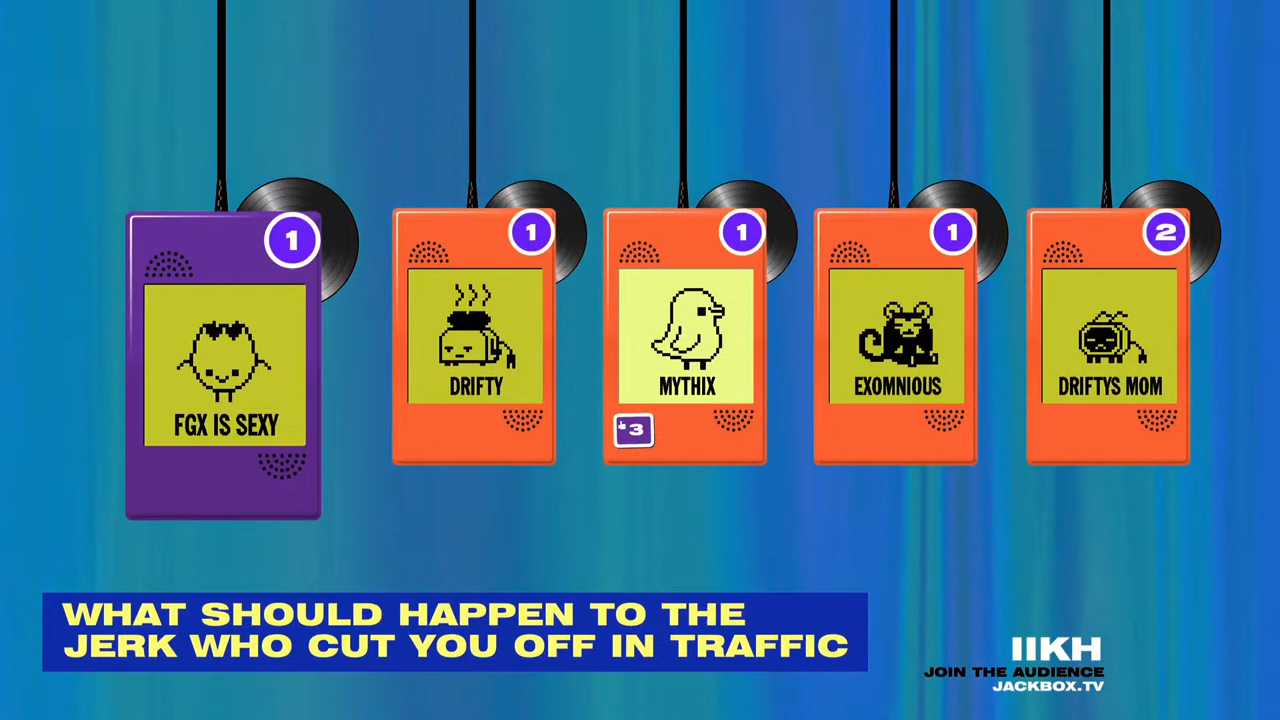 1
FGX IS SEXY
1
DRIFTY
1
MYTHIX
3
1
EXOMNIOUS
2
DRIFTYS MOM
WHAT SHOULD HAPPEN TO THE
JERK WHO CUT YOU OFF IN TRAFFIC
IIKH
JOIN THE AUDIENCE
JACKBOX.TV